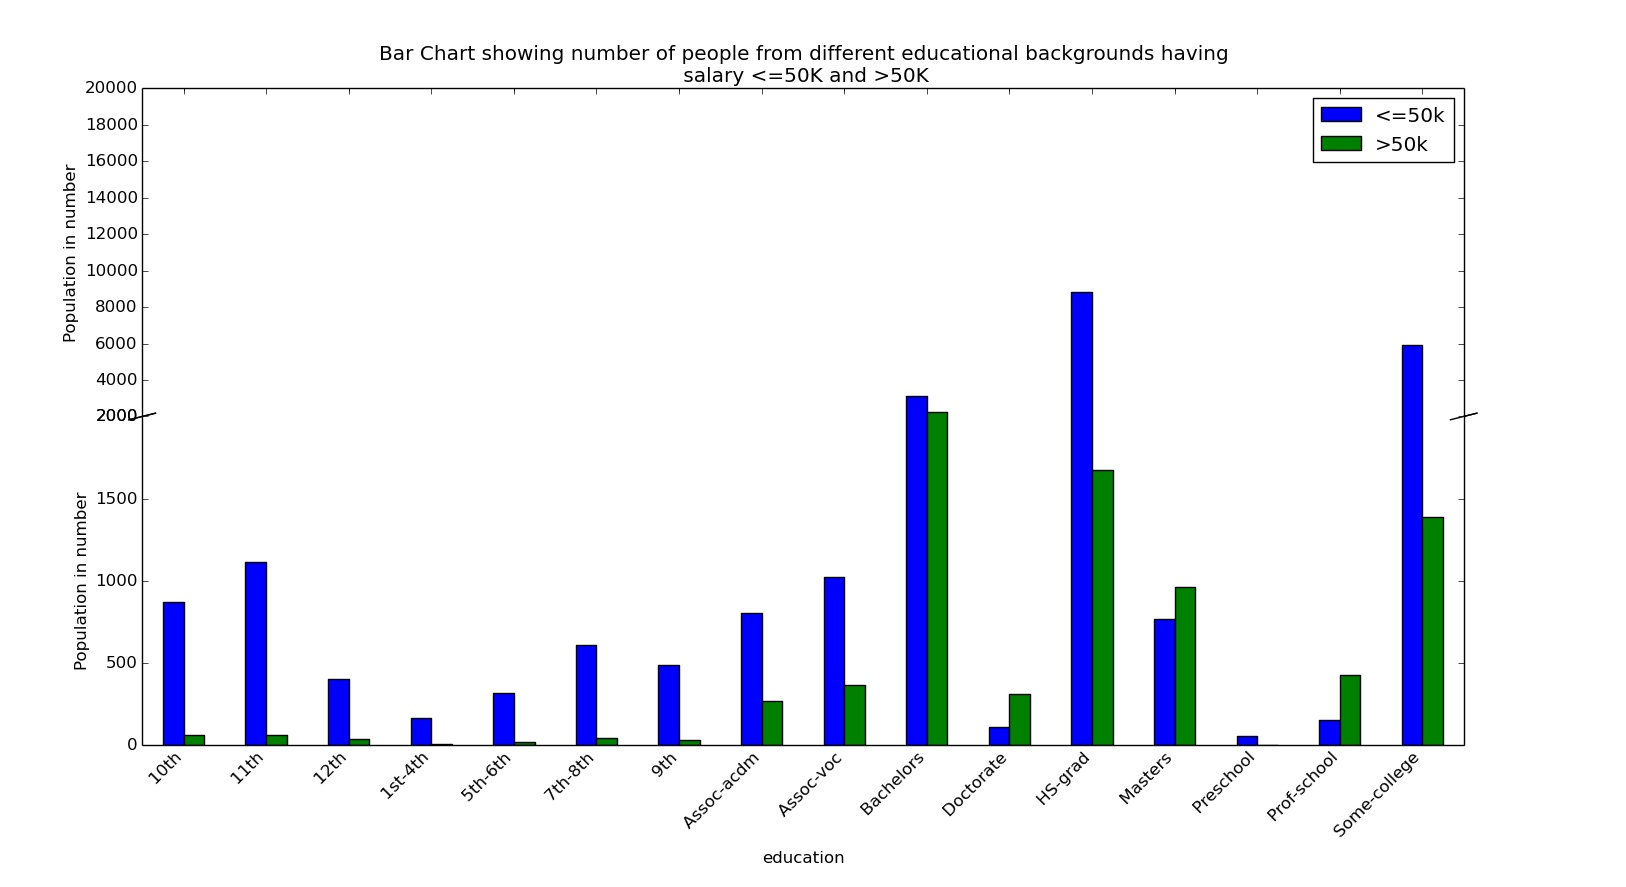 Bar Chart showing number of people from different educational backgrounds having
salary <=50K and >50K
20000
18000
16000
14000
12000
10000
8000
6000
4000
2000
Population in number
<=50k
>50k
2000
1500
1000
500
0
Population in number
10th
11th
12th
1st-4th
5th-6th
7th-8th
9th
Assoc-acdm
Assoc-voc
Bachelors
Doctorate
HS-grad
Masters
Preschool
Prof-school
Some-college
education